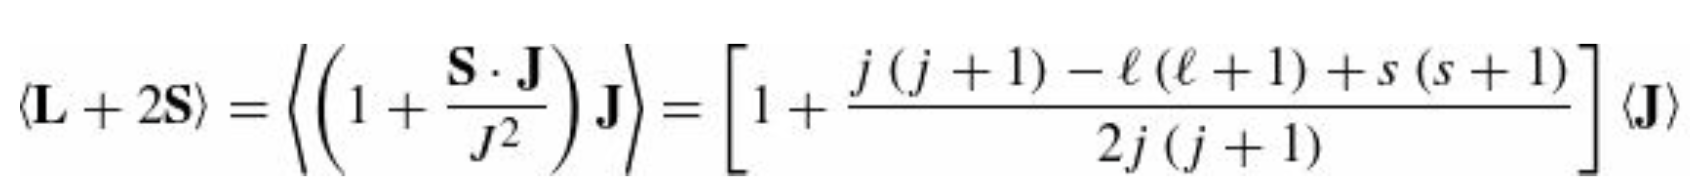 ⟨𝐋 + 2𝐒⟩ = ⟨(1 + (𝐒 · 𝐉)/J²) 𝐉⟩ = [1 + (j (j + 1) − ℓ (ℓ + 1) + s (s + 1))/(2j (j + 1))] ⟨𝐉⟩